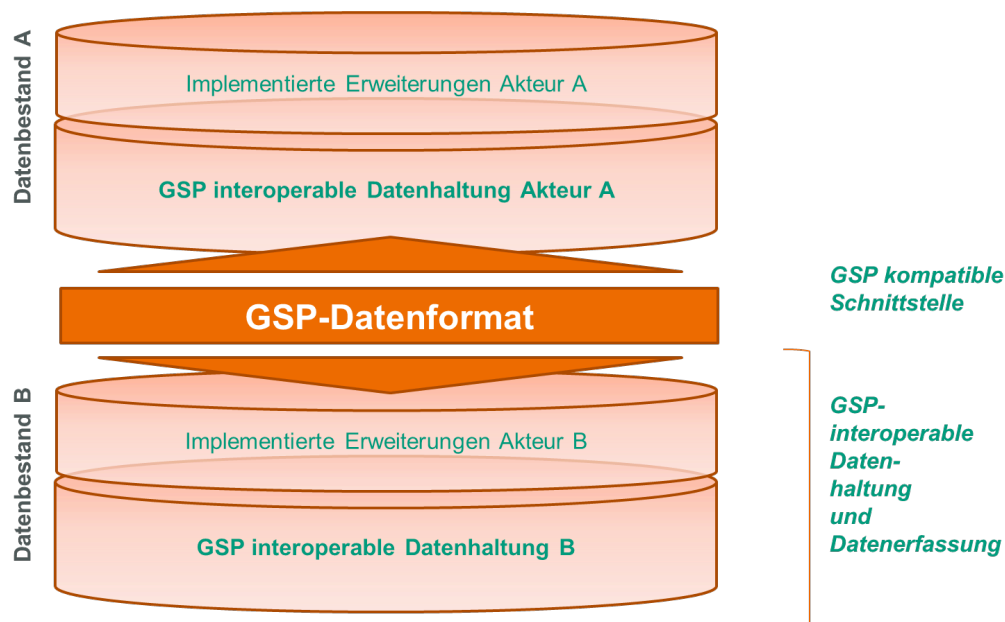 Datenbestand A
Implementierte Erweiterungen Akteur A
GSP interoperable Datenhaltung Akteur A
GSP kompatible
Schnittstelle
GSP-Datenformat
Datenbestand B
Implementierte Erweiterungen Akteur B
GSP interoperable Datenhaltung B
GSP-
interoperable
Daten-
haltung
und
Datenerfassung